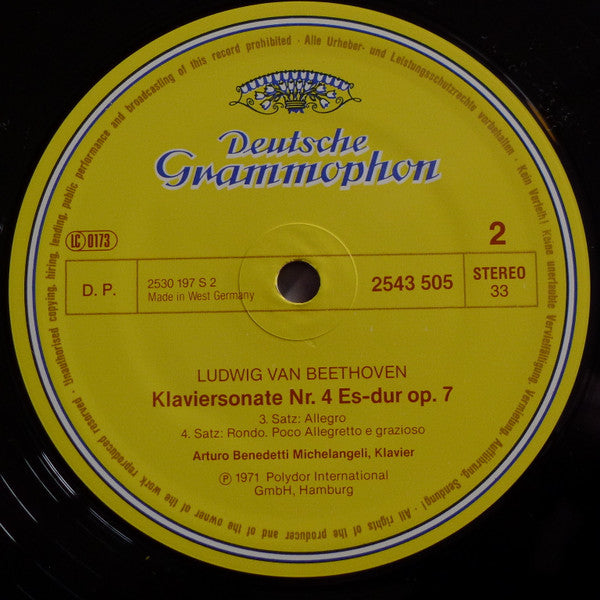 Unauthorised copying, hiring, lending, public performance and broadcasting of this record prohibited · Alle Urheber- und Leistungsschutzrechte vorbehalten · Kein Verleih! Keine unerlaubte Vervielfältigung, Vermietung, Aufführung, Sendung! · All rights of the producer and of the owner of the work reproduced reserved ·
Deutsche
Grammophon
LC 0173
2
D. P.
2530 197 S 2
Made in West Germany
2543 505
STEREO
33
LUDWIG VAN BEETHOVEN
Klaviersonate Nr. 4 Es-dur op. 7
3. Satz: Allegro
4. Satz: Rondo. Poco Allegretto e grazioso
Arturo Benedetti Michelangeli, Klavier
℗ 1971 Polydor International
GmbH, Hamburg